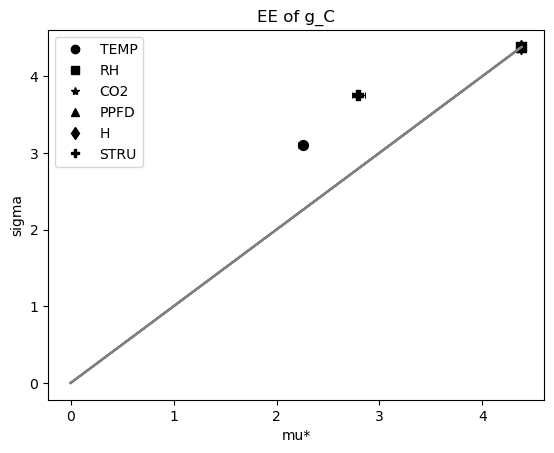 EE of g_C
TEMP
RH
CO2
PPFD
H
STRU
sigma
4
3
2
1
0
0 1 2 3 4
mu*